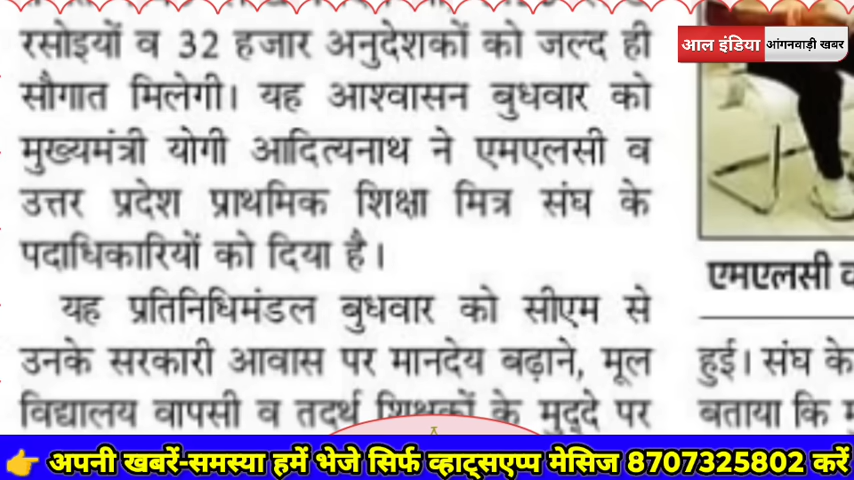 रसोइयों व 32 हजार अनुदेशकों को जल्द ही
सौगात मिलेगी। यह आश्वासन बुधवार को
मुख्यमंत्री योगी आदित्यनाथ ने एमएलसी व
उत्तर प्रदेश प्राथमिक शिक्षा मित्र संघ के
पदाधिकारियों को दिया है।
यह प्रतिनिधिमंडल बुधवार को सीएम से
उनके सरकारी आवास पर मानदेय बढ़ाने, मूल
विद्यालय वापसी व तदर्थ शिक्षकों के मुद्दे पर
आल इंडिया आंगनवाड़ी खबर
एमएलसी
हुई। संघ के
बताया कि
👉 अपनी खबरें-समस्या हमें भेजे सिर्फ व्हाट्सएप्प मेसिज 8707325802 करें